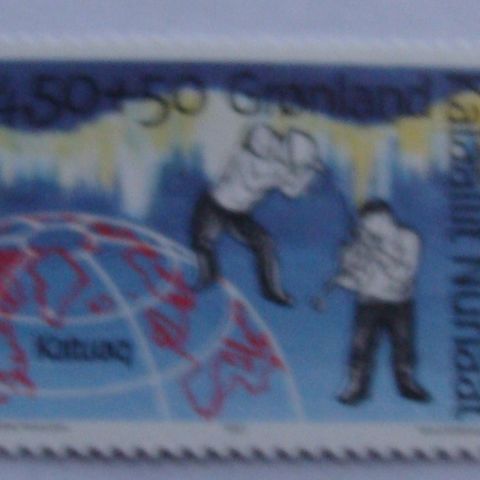 4,50+,50 Grønland
Kalaallit Nunaat
Katuaq